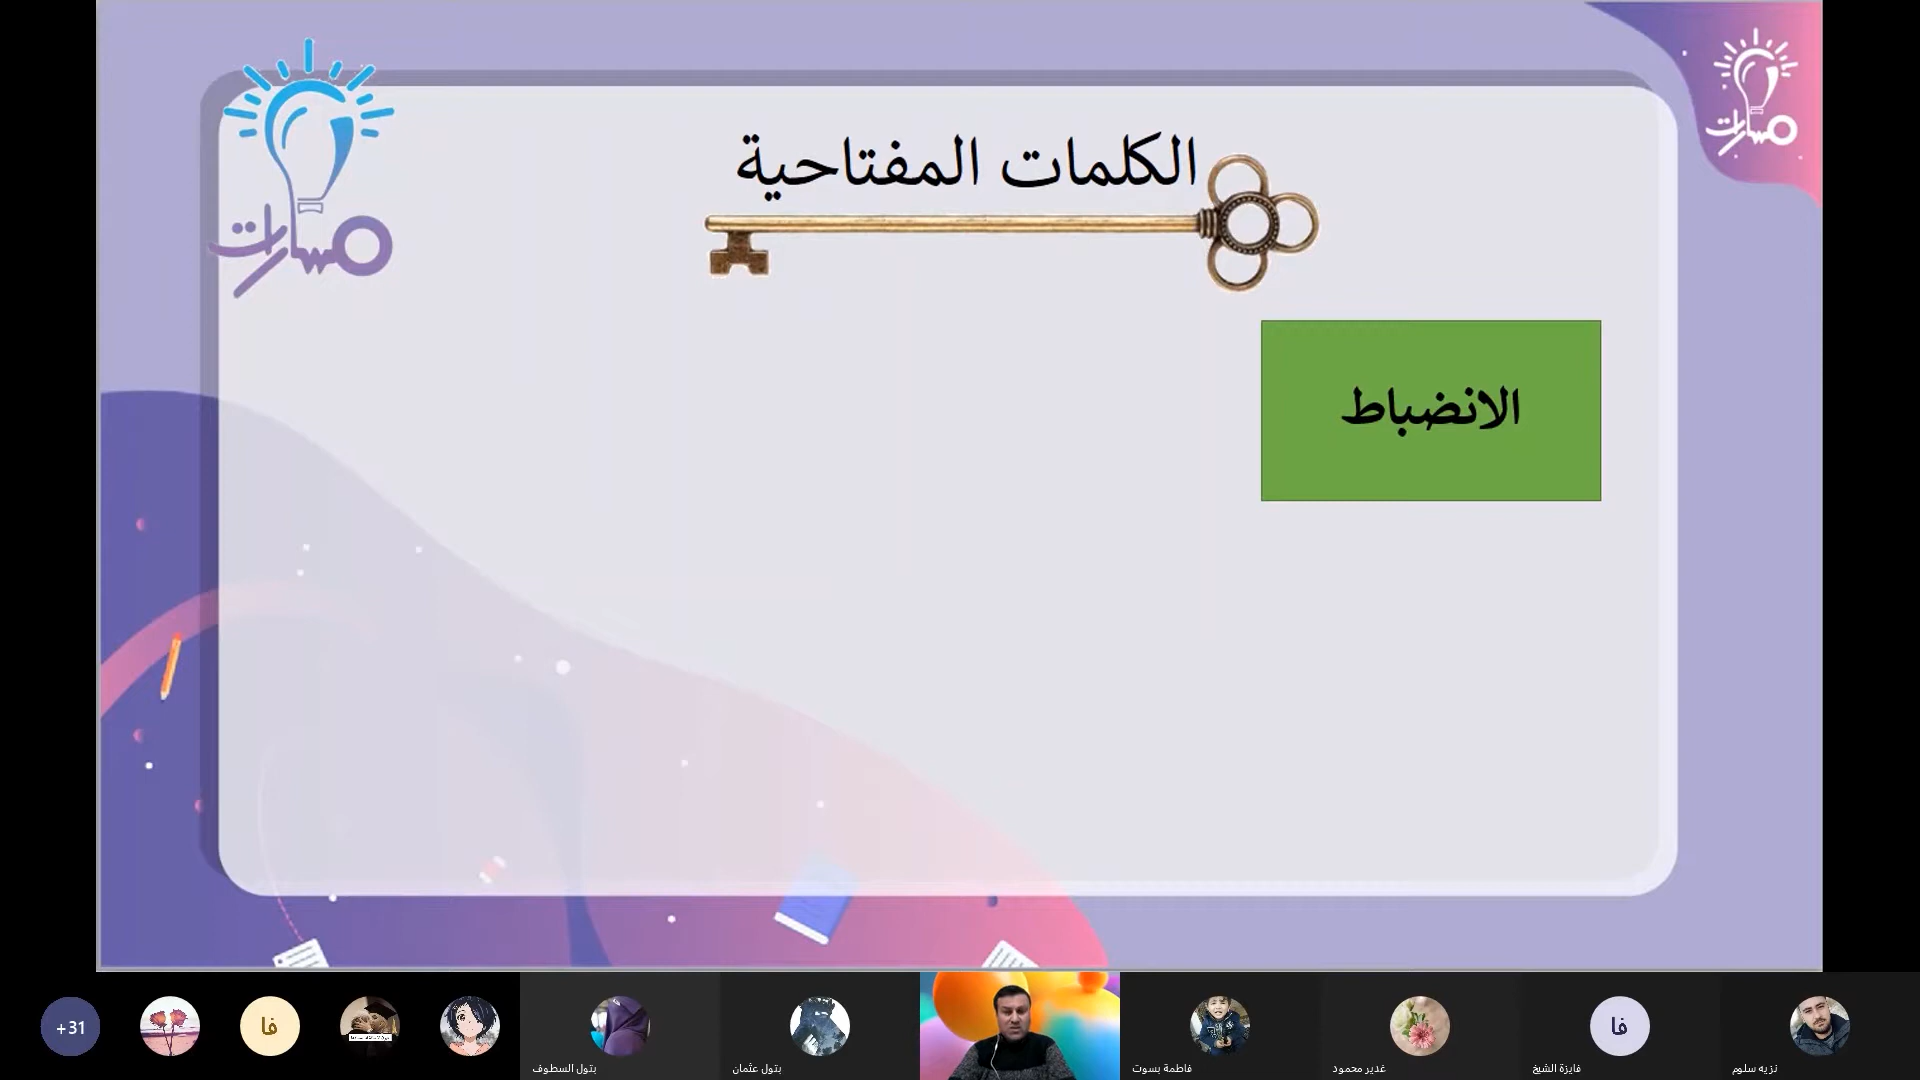 مسارات
مسارات
الكلمات المفتاحية
الانضباط
+31
فا
بتول السطوف
بتول عثمان
فاطمة بسوت
غدير محمود
فا
فايزة الشيخ
نزيه سلوم